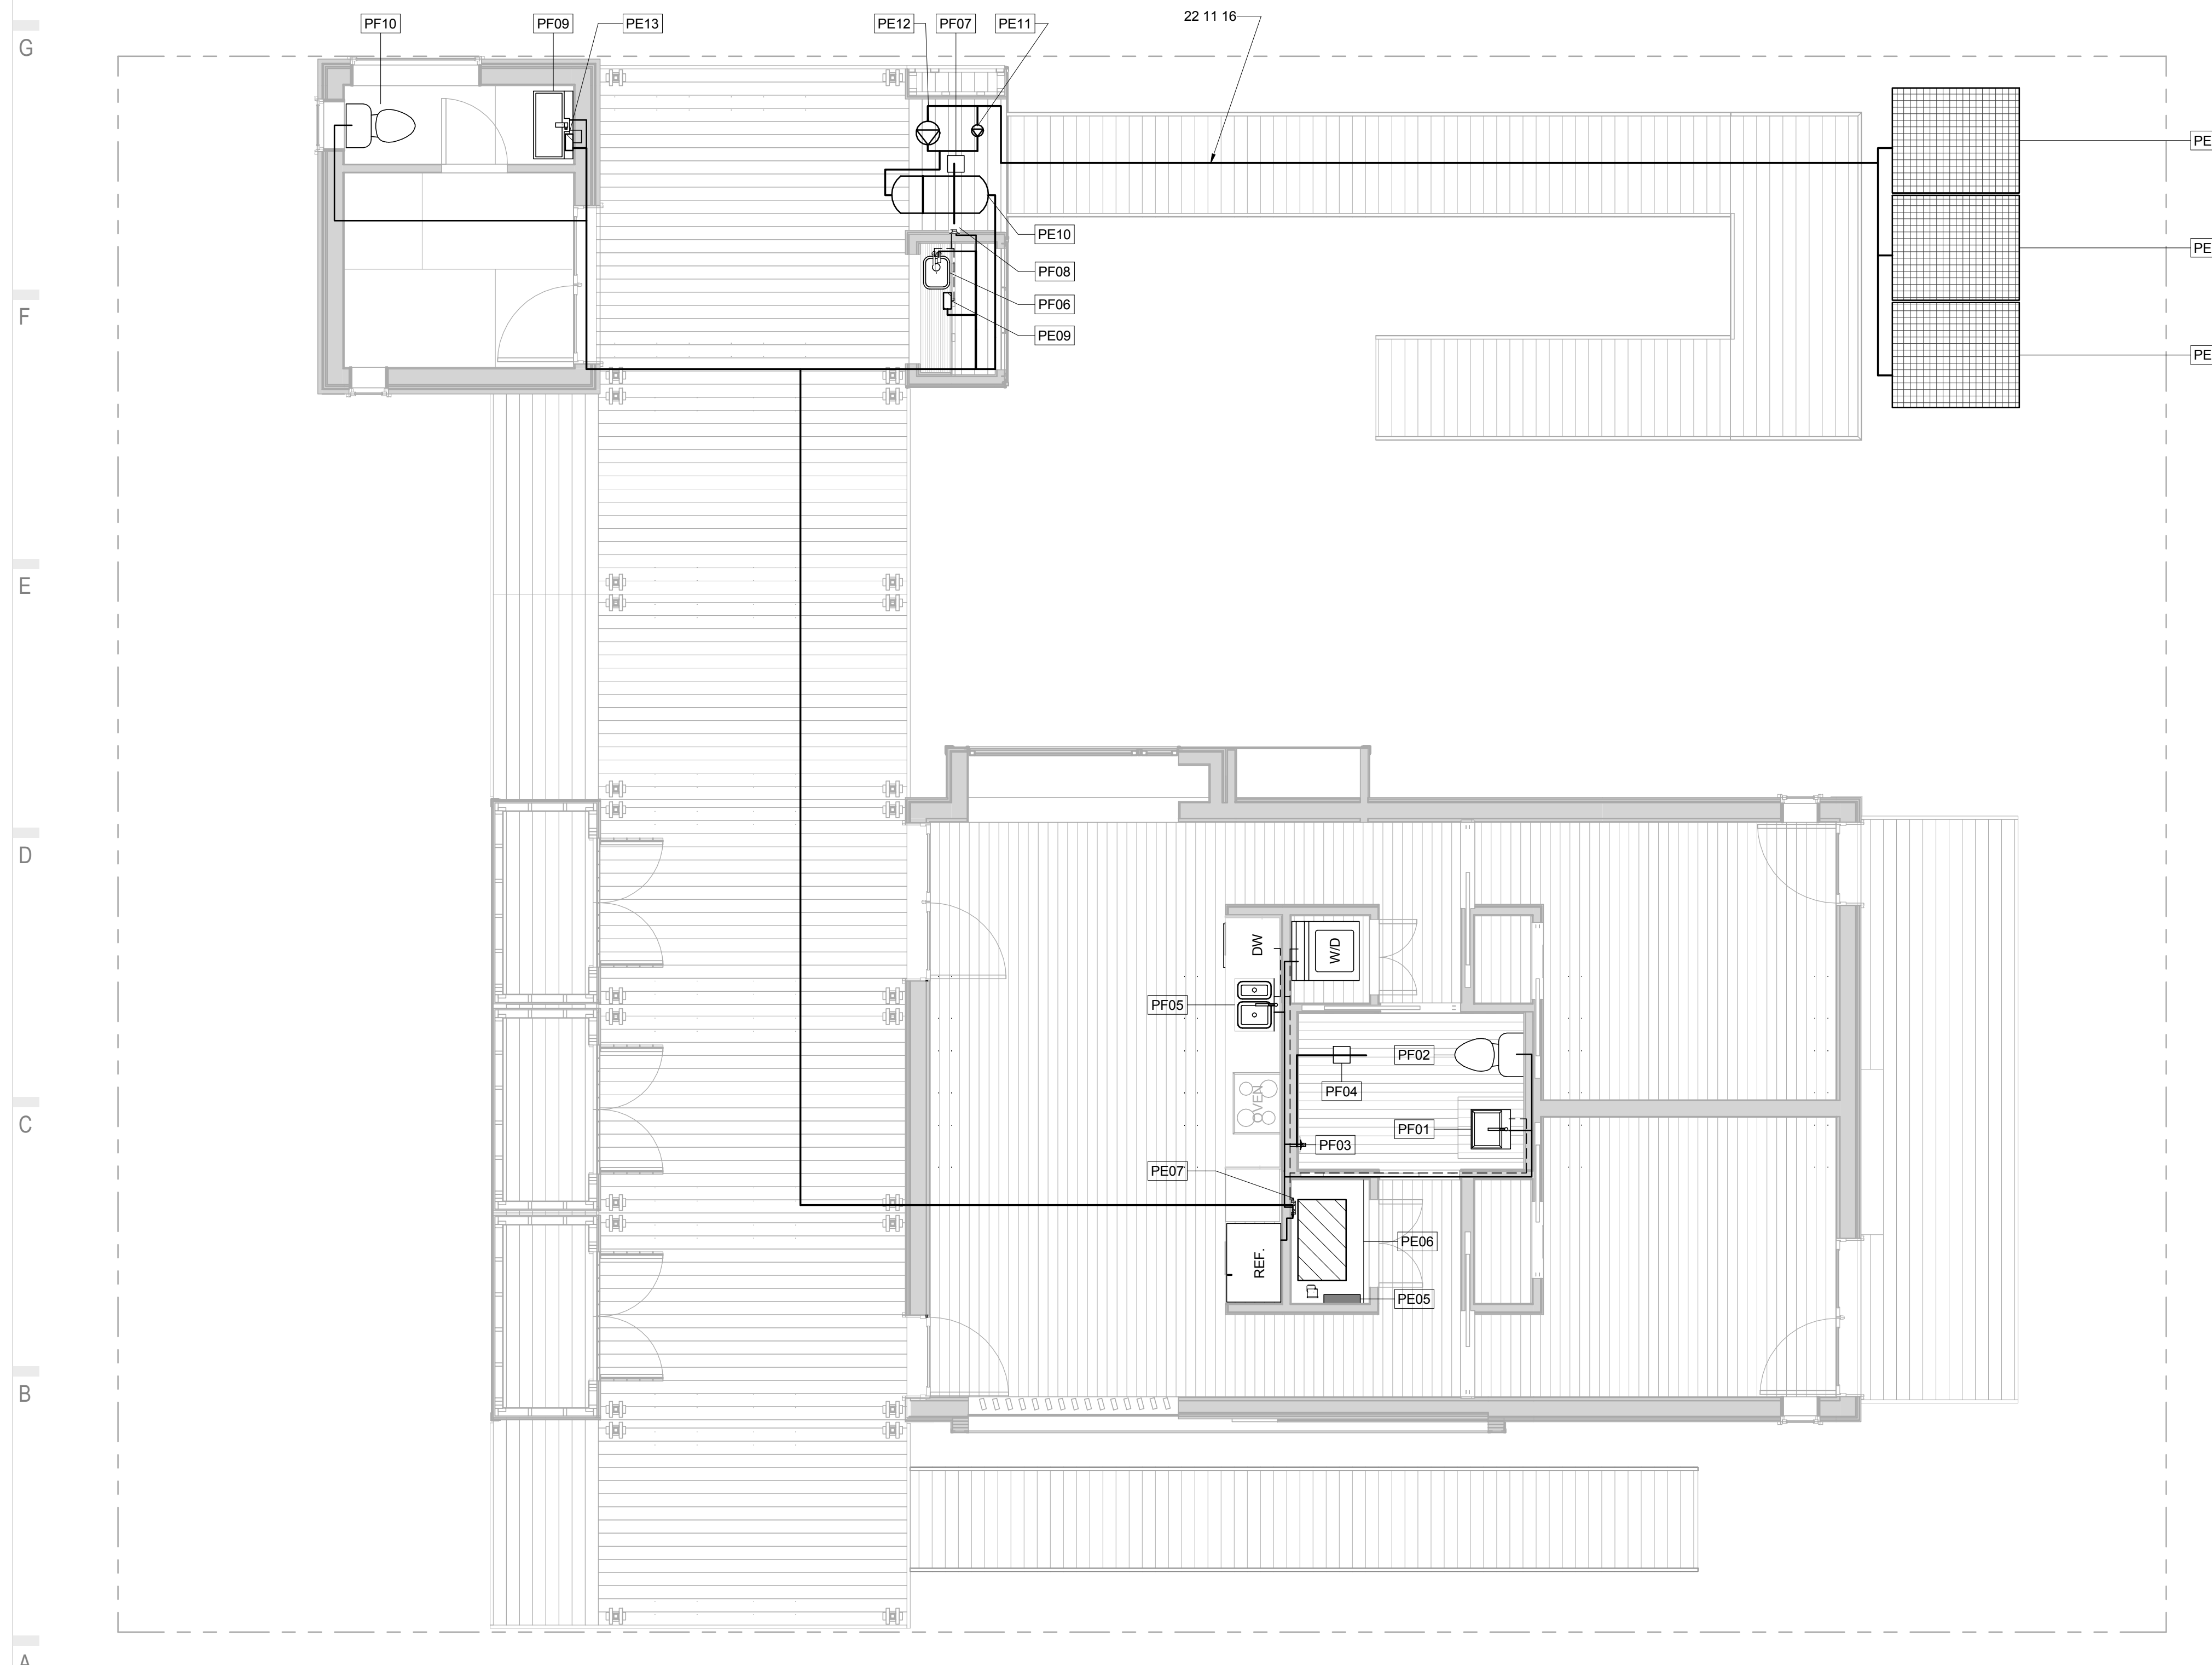 G
PF10
PF09
PE13
PE12
PF07
PE11
22 11 16
PE
PE10
PE
PF08
PF06
F
PE09
PE
E
D
DW
W/D
PF05
PF02
PF04
OVEN
C
PF01
PF03
PE07
PE06
REF.
PE05
B
A